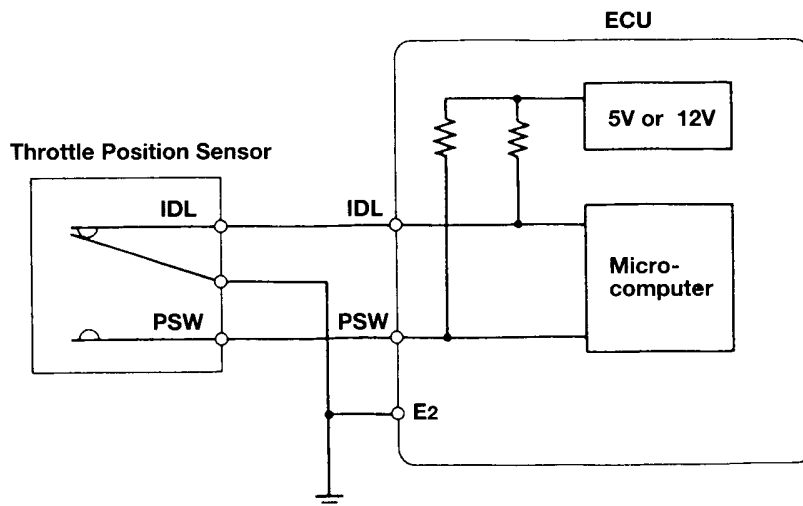 ECU
5V or 12V
Throttle Position Sensor
IDL
IDL
Micro-
computer
PSW
PSW
E2